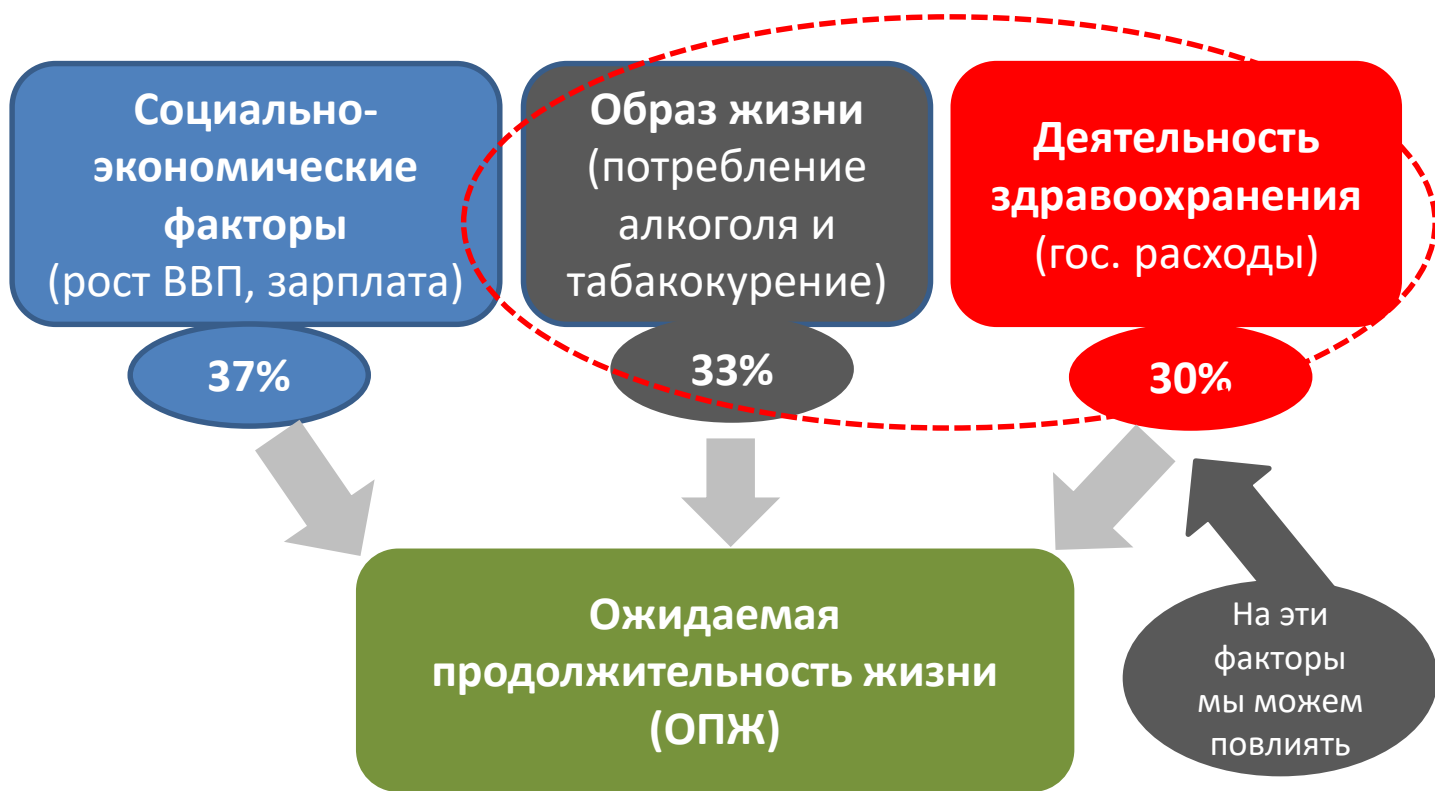 Социально-
экономические
факторы
(рост ВВП, зарплата)
37%
Образ жизни
(потребление
алкоголя и
табакокурение)
33%
Деятельность
здравоохранения
(гос. расходы)
30%
Ожидаемая
продолжительность жизни
(ОПЖ)
На эти
факторы
мы можем
повлиять